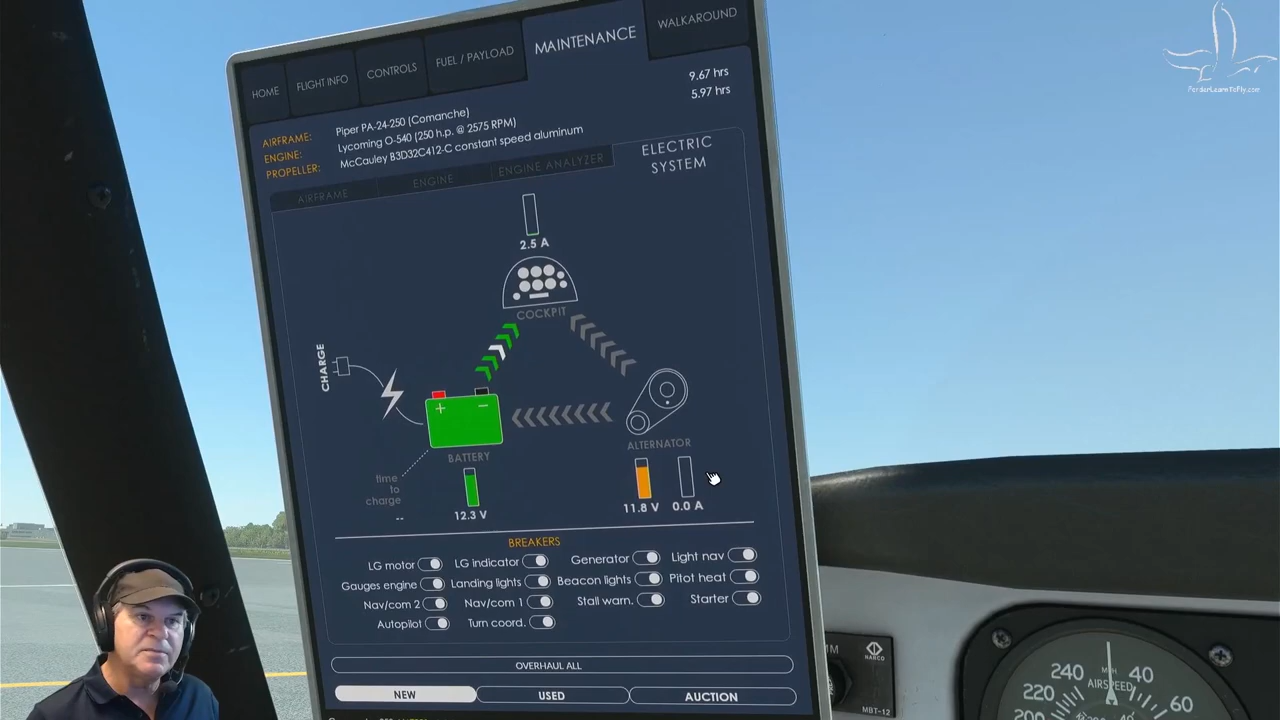 HOME
FLIGHT INFO
CONTROLS
FUEL / PAYLOAD
MAINTENANCE
WALKAROUND
PonderLearnToFly.com
9.67 hrs
5.97 hrs
AIRFRAME: Piper PA-24-250 (Comanche)
ENGINE: Lycoming O-540 (250 h.p. @ 2575 RPM)
PROPELLER: McCauley B3D32C412-C constant speed aluminum
AIRFRAME
ENGINE
ENGINE ANALYZER
ELECTRIC
SYSTEM
2.5 A
COCKPIT
CHARGE
+ −
BATTERY
ALTERNATOR
time
to
charge
--
12.3 V
11.8 V 0.0 A
BREAKERS
LG motor LG indicator Generator Light nav
Gauges engine Landing lights Beacon lights Pitot heat
Nav/com 2 Nav/com 1 Stall warn. Starter
Autopilot Turn coord.
OVERHAUL ALL
NEW USED AUCTION
NARCO
MBT-12
MPH
AIRSPEED
240 40
220 60
200